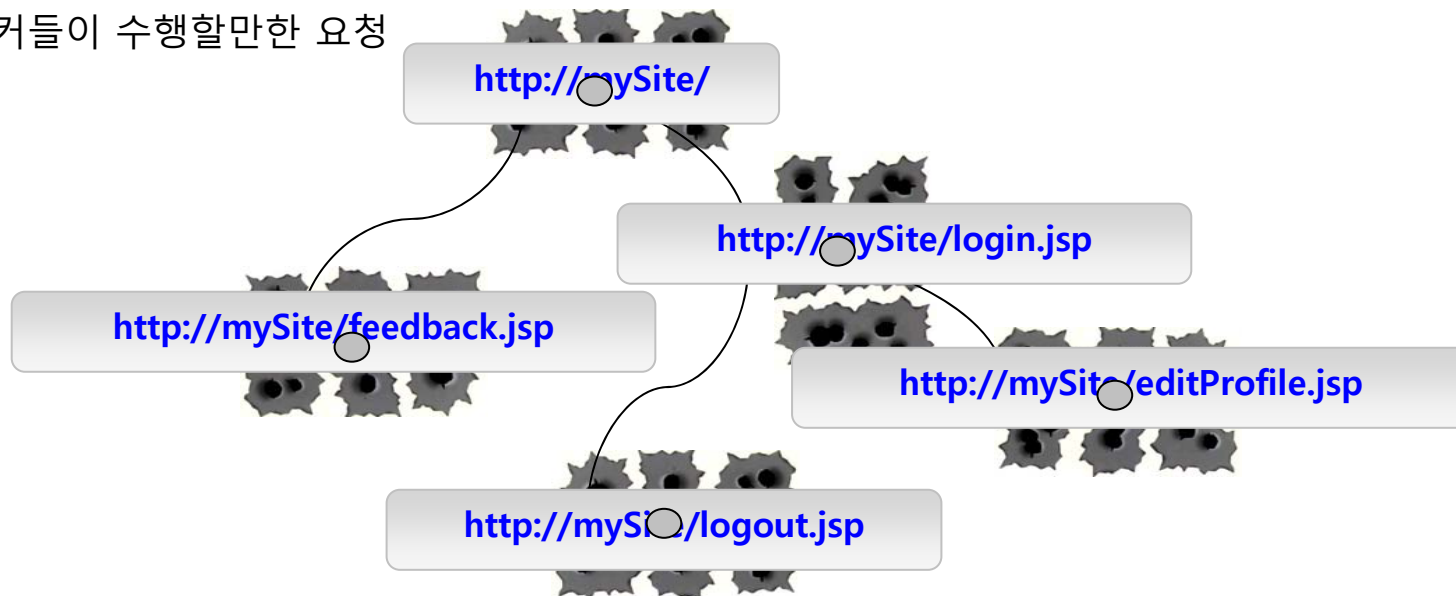 커들이 수행할만한 요청
http://mySite/
http://mySite/login.jsp
http://mySite/feedback.jsp
http://mySite/editProfile.jsp
http://mySite/logout.jsp